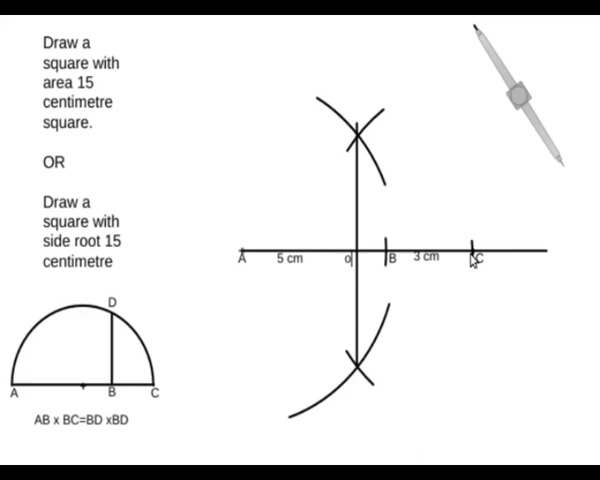 Draw a
square with
area 15
centimetre
square.
OR
Draw a
square with
side root 15
centimetre
A 5 cm o B 3 cm C
D
A B C
AB x BC=BD xBD